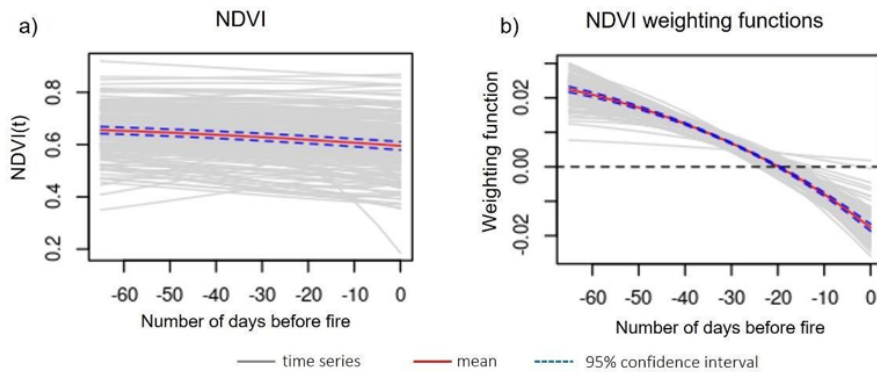 a)
NDVI
NDVI(t)
0.8
0.6
0.4
0.2
-60 -50 -40 -30 -20 -10 0
Number of days before fire
b)
NDVI weighting functions
Weighting function
0.02
0.00
-0.02
-60 -50 -40 -30 -20 -10 0
Number of days before fire
time series mean 95% confidence interval